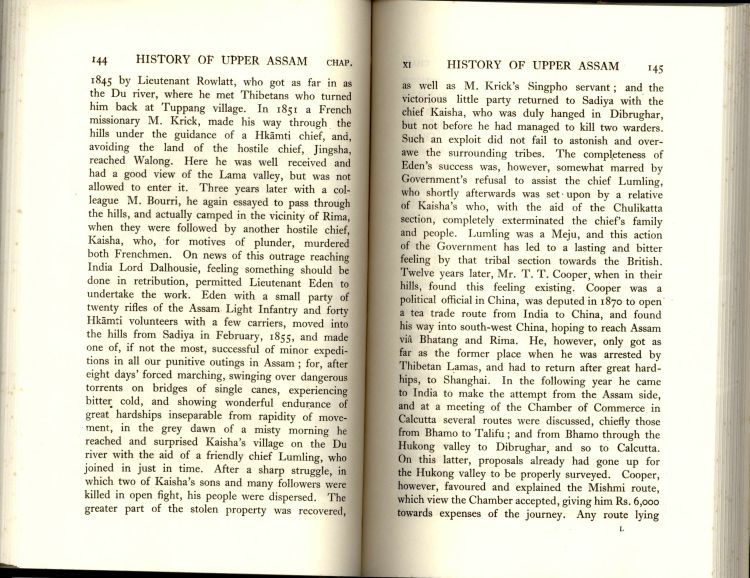 144 HISTORY OF UPPER ASSAM CHAP.
1845 by Lieutenant Rowlatt, who got as far in as
the Du river, where he met Thibetans who turned
him back at Tuppang village. In 1851 a French
missionary M. Krick, made his way through the
hills under the guidance of a Hkāmti chief, and,
avoiding the land of the hostile chief, Jingsha,
reached Walong. Here he was well received and
had a good view of the Lama valley, but was not
allowed to enter it. Three years later with a col-
league M. Bourri, he again essayed to pass through
the hills, and actually camped in the vicinity of Rima,
when they were followed by another hostile chief,
Kaisha, who, for motives of plunder, murdered
both Frenchmen. On news of this outrage reaching
India Lord Dalhousie, feeling something should be
done in retribution, permitted Lieutenant Eden to
undertake the work. Eden with a small party of
twenty rifles of the Assam Light Infantry and forty
Hkāmti volunteers with a few carriers, moved into
the hills from Sadiya in February, 1855, and made
one of, if not the most, successful of minor expedi-
tions in all our punitive outings in Assam ; for, after
eight days' forced marching, swinging over dangerous
torrents on bridges of single canes, experiencing
bitter cold, and showing wonderful endurance of
great hardships inseparable from rapidity of move-
ment, in the grey dawn of a misty morning he
reached and surprised Kaisha's village on the Du
river with the aid of a friendly chief Lumling, who
joined in just in time. After a sharp struggle, in
which two of Kaisha's sons and many followers were
killed in open fight, his people were dispersed. The
greater part of the stolen property was recovered,
XI HISTORY OF UPPER ASSAM 145
as well as M. Krick's Singpho servant ; and the
victorious little party returned to Sadiya with the
chief Kaisha, who was duly hanged in Dibrughar,
but not before he had managed to kill two warders.
Such an exploit did not fail to astonish and over-
awe the surrounding tribes. The completeness of
Eden's success was, however, somewhat marred by
Government's refusal to assist the chief Lumling,
who shortly afterwards was set upon by a relative
of Kaisha's who, with the aid of the Chulikatta
section, completely exterminated the chief's family
and people. Lumling was a Meju, and this action
of the Government has led to a lasting and bitter
feeling by that tribal section towards the British.
Twelve years later, Mr. T. T. Cooper, when in their
hills, found this feeling existing. Cooper was a
political official in China, was deputed in 1870 to open
a tea trade route from India to China, and found
his way into south-west China, hoping to reach Assam
viâ Bhatang and Rima. He, however, only got as
far as the former place when he was arrested by
Thibetan Lamas, and had to return after great hard-
ships, to Shanghai. In the following year he came
to India to make the attempt from the Assam side,
and at a meeting of the Chamber of Commerce in
Calcutta several routes were discussed, chiefly those
from Bhamo to Talifu ; and from Bhamo through the
Hukong valley to Dibrughar, and so to Calcutta.
On this latter, proposals already had gone up for
the Hukong valley to be properly surveyed. Cooper,
however, favoured and explained the Mishmi route,
which view the Chamber accepted, giving him Rs. 6,000
towards expenses of the journey. Any route lying
L